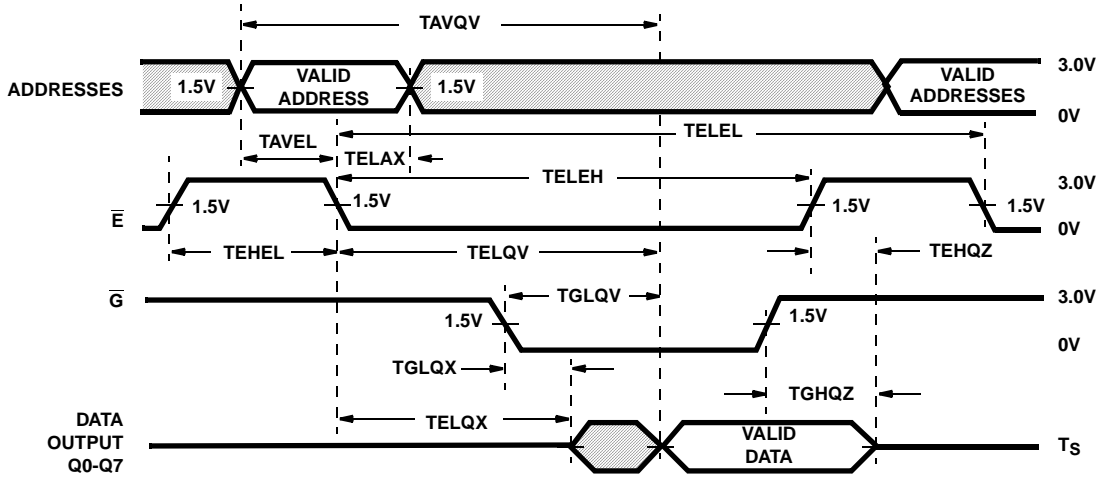 TAVQV
ADDRESSES
1.5V
VALID
ADDRESS
1.5V
VALID
ADDRESSES
3.0V
0V
TAVEL
TELAX
TELEL
E
1.5V
1.5V
TELEH
1.5V
1.5V
3.0V
0V
TEHEL
TELQV
TEHQZ
G
1.5V
TGLQV
1.5V
3.0V
0V
TGLQX
TGHQZ
TELQX
DATA
OUTPUT
Q0-Q7
VALID
DATA
TS